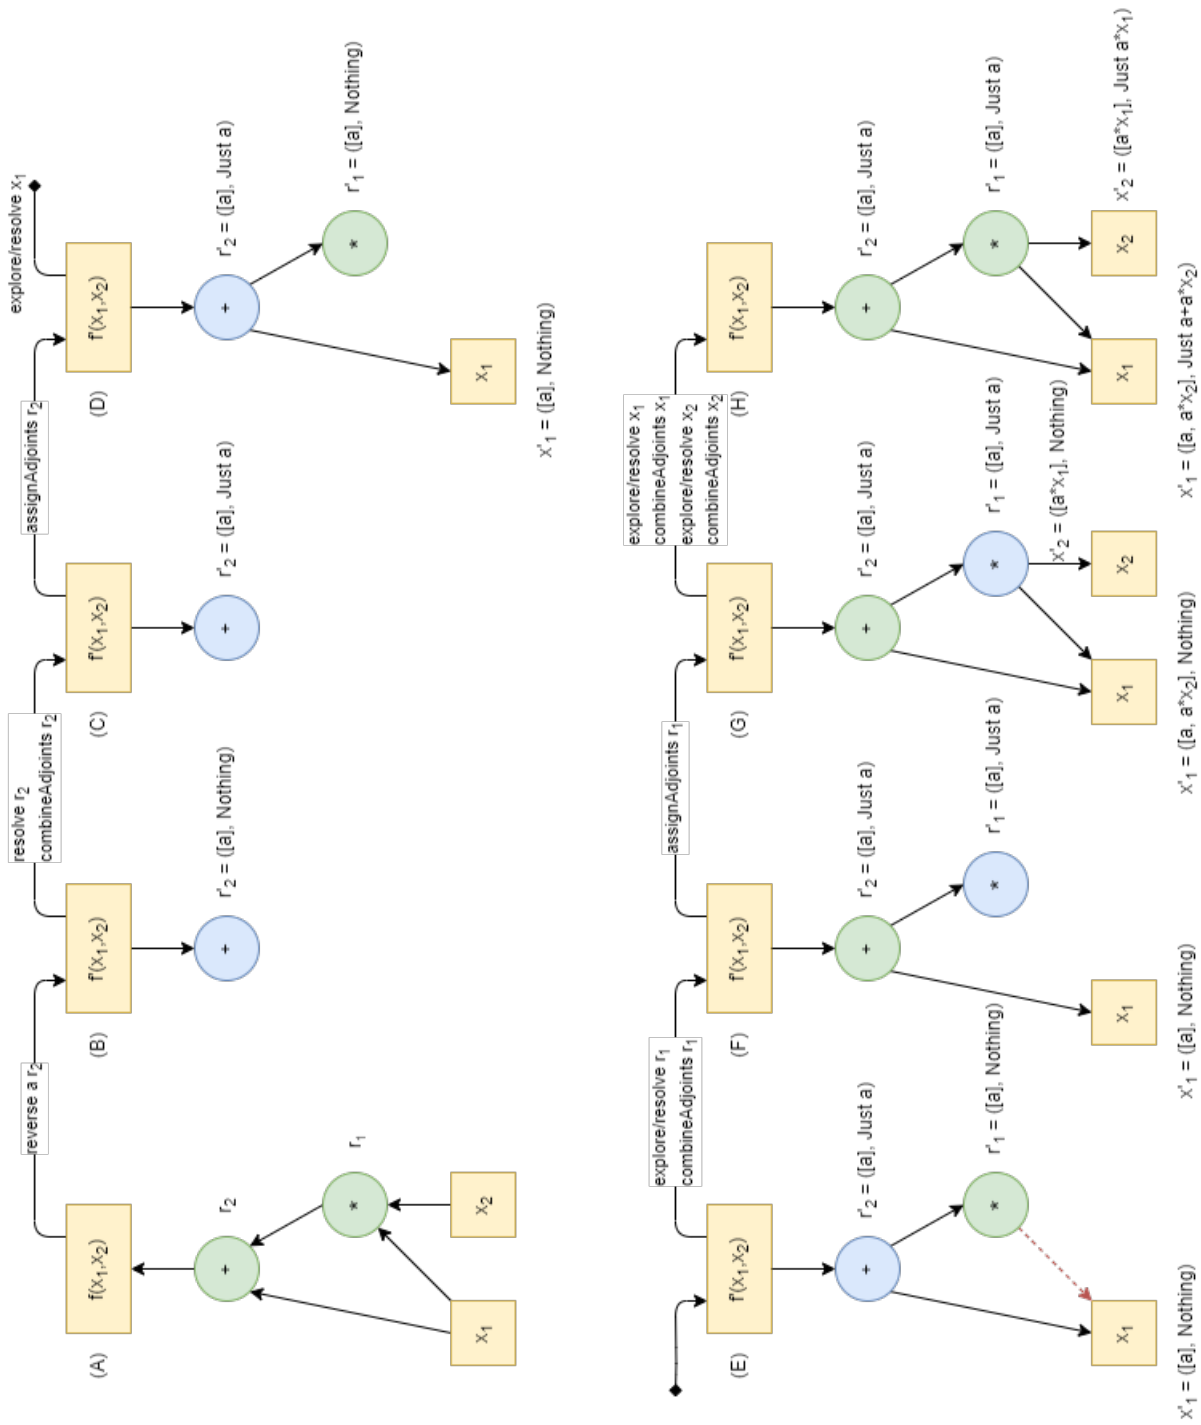 reverse a r2
resolve r2
combineAdjoints r2
assignAdjoints r2
explore/resolve x1
(A)
f(x1,x2)
r2
+
r1
*
x1
x2
(B)
f'(x1,x2)
+
r'2 = ([a], Nothing)
(C)
f'(x1,x2)
+
r'2 = ([a], Just a)
(D)
f'(x1,x2)
+
r'2 = ([a], Just a)
*
r'1 = ([a], Nothing)
x1
x'1 = ([a], Nothing)
explore/resolve r1
combineAdjoints r1
assignAdjoints r1
explore/resolve x1
combineAdjoints x1
explore/resolve x2
combineAdjoints x2
(E)
f'(x1,x2)
+
r'2 = ([a], Just a)
*
r'1 = ([a], Nothing)
x1
x'1 = ([a], Nothing)
(F)
f'(x1,x2)
+
r'2 = ([a], Just a)
*
r'1 = ([a], Just a)
x1
x'1 = ([a], Nothing)
(G)
f'(x1,x2)
+
r'2 = ([a], Just a)
*
r'1 = ([a], Just a)
x'2 = ([a*x1], Nothing)
x1
x2
x'1 = ([a, a*x2], Nothing)
(H)
f'(x1,x2)
+
r'2 = ([a], Just a)
*
r'1 = ([a], Just a)
x1
x2
x'2 = ([a*x1], Just a*x1)
x'1 = ([a, a*x2], Just a+a*x2)